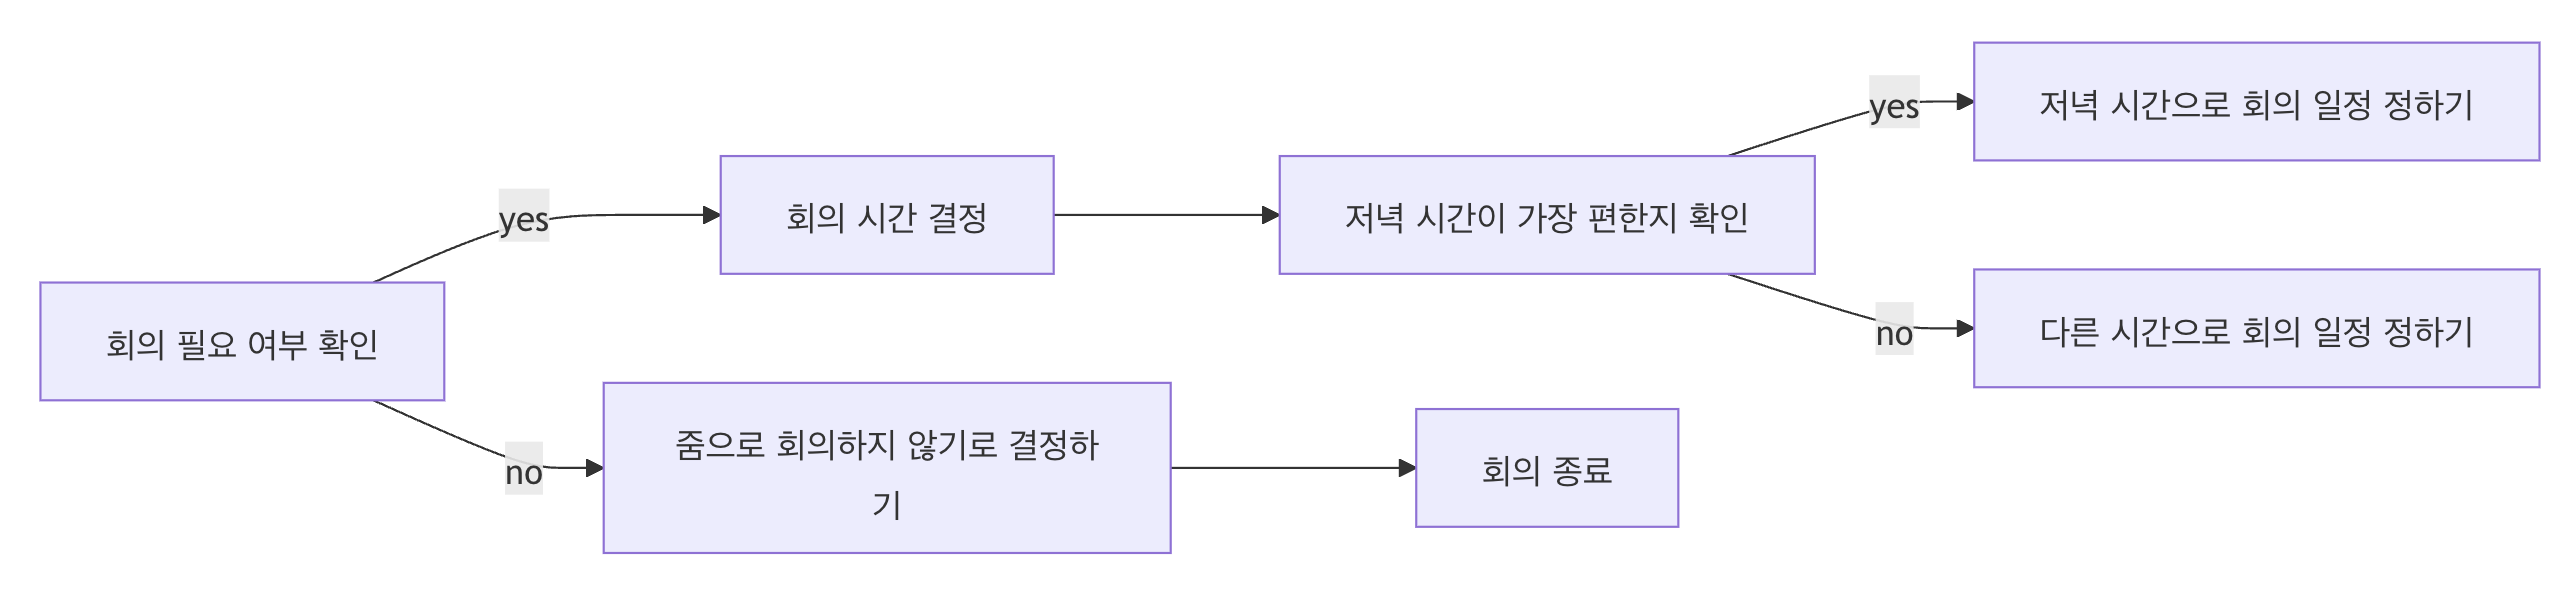 회의 필요 여부 확인
yes
회의 시간 결정
저녁 시간이 가장 편한지 확인
yes
저녁 시간으로 회의 일정 정하기
no
다른 시간으로 회의 일정 정하기
no
줌으로 회의하지 않기로 결정하
기
회의 종료